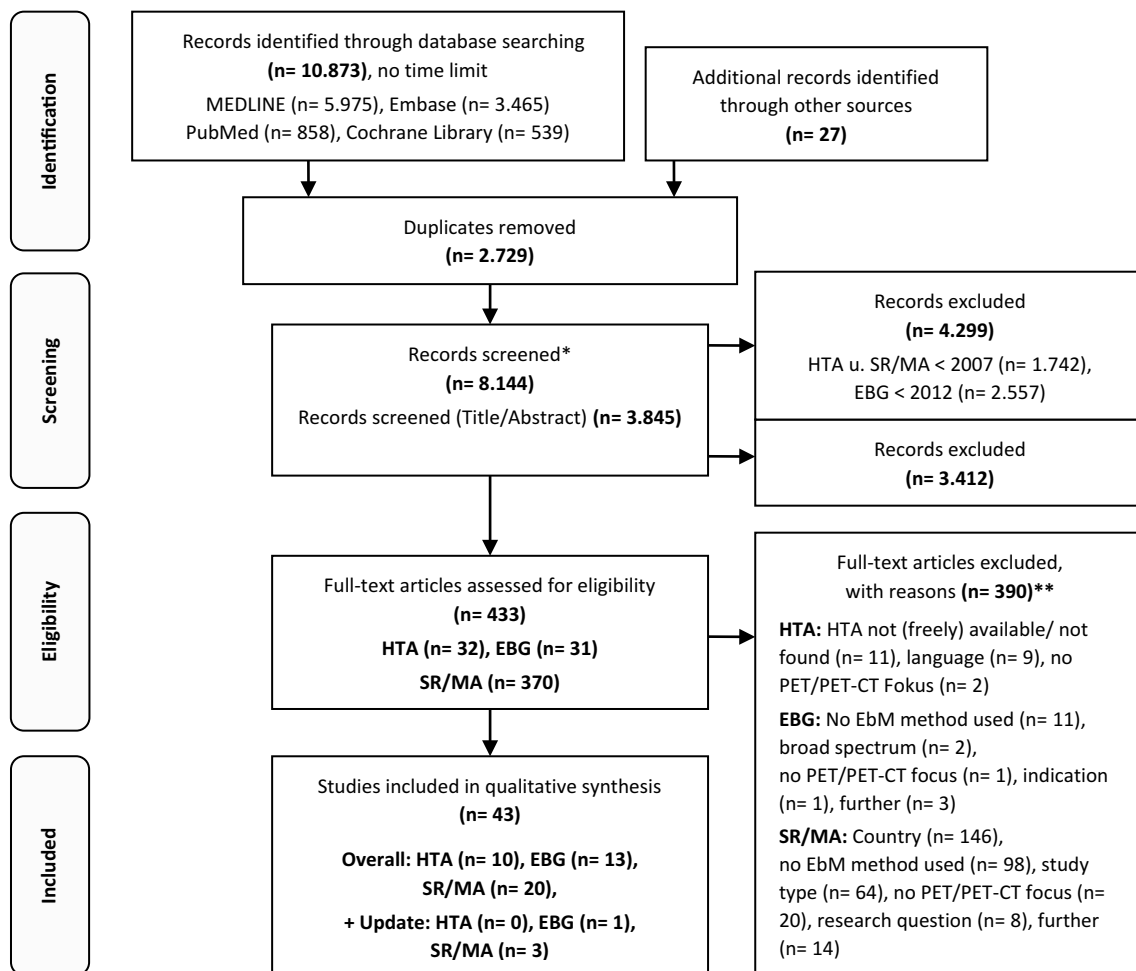 Identification
Records identified through database searching
(n= 10.873), no time limit
MEDLINE (n= 5.975), Embase (n= 3.465)
PubMed (n= 858), Cochrane Library (n= 539)
Additional records identified
through other sources
(n= 27)
Duplicates removed
(n= 2.729)
Screening
Records screened*
(n= 8.144)
Records screened (Title/Abstract) (n= 3.845)
Records excluded
(n= 4.299)
HTA u. SR/MA < 2007 (n= 1.742),
EBG < 2012 (n= 2.557)
Records excluded
(n= 3.412)
Eligibility
Full-text articles assessed for eligibility
(n= 433)
HTA (n= 32), EBG (n= 31)
SR/MA (n= 370)
Full-text articles excluded,
with reasons (n= 390)**
HTA: HTA not (freely) available/ not
found (n= 11), language (n= 9), no
PET/PET-CT Fokus (n= 2)
EBG: No EbM method used (n= 11),
broad spectrum (n= 2),
no PET/PET-CT focus (n= 1), indication
(n= 1), further (n= 3)
SR/MA: Country (n= 146),
no EbM method used (n= 98), study
type (n= 64), no PET/PET-CT focus (n=
20), research question (n= 8), further
(n= 14)
Included
Studies included in qualitative synthesis
(n= 43)
Overall: HTA (n= 10), EBG (n= 13),
SR/MA (n= 20),
+ Update: HTA (n= 0), EBG (n= 1),
SR/MA (n= 3)